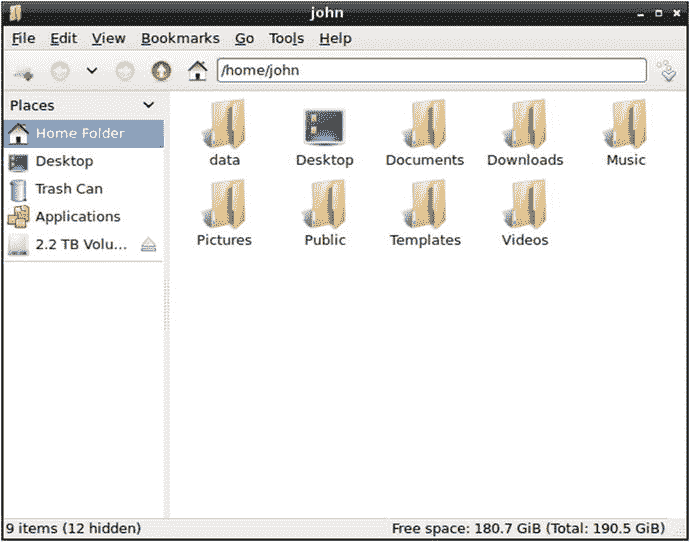 john
File Edit View Bookmarks Go Tools Help
/home/john
Places
Home Folder
Desktop
Trash Can
Applications
2.2 TB Volu...
data Desktop Documents Downloads Music
Pictures Public Templates Videos
9 items (12 hidden) Free space: 180.7 GiB (Total: 190.5 GiB)